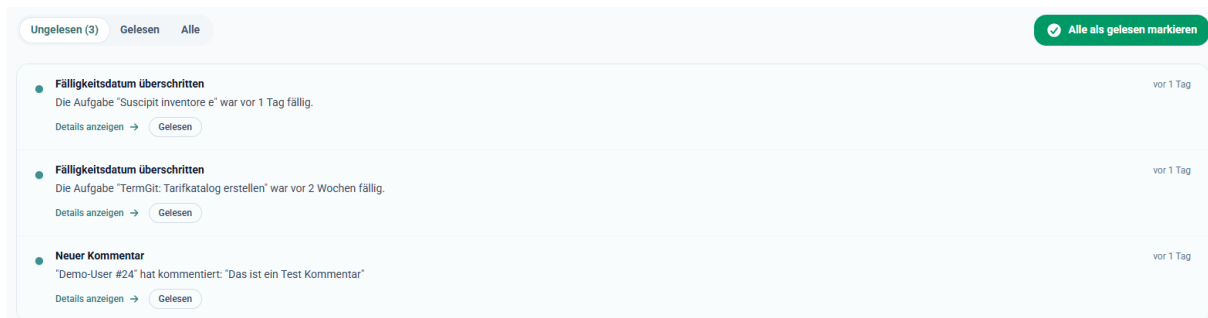 Ungelesen (3) Gelesen Alle
Alle als gelesen markieren
Fälligkeitsdatum überschritten
vor 1 Tag
Die Aufgabe "Suscipit inventore e" war vor 1 Tag fällig.
Details anzeigen → Gelesen
Fälligkeitsdatum überschritten
vor 1 Tag
Die Aufgabe "TermGit: Tarifkatalog erstellen" war vor 2 Wochen fällig.
Details anzeigen → Gelesen
Neuer Kommentar
vor 1 Tag
"Demo-User #24" hat kommentiert: "Das ist ein Test Kommentar"
Details anzeigen → Gelesen